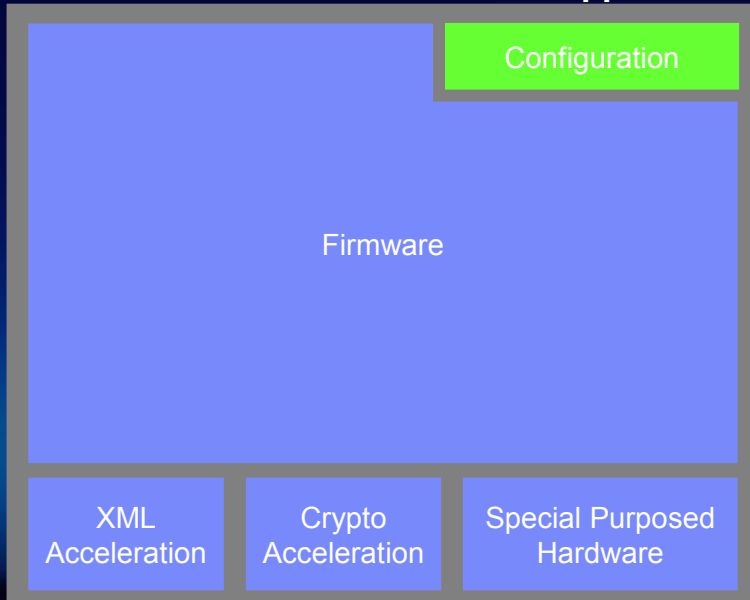 Configuration
Firmware
XML
Acceleration
Crypto
Acceleration
Special Purposed
Hardware